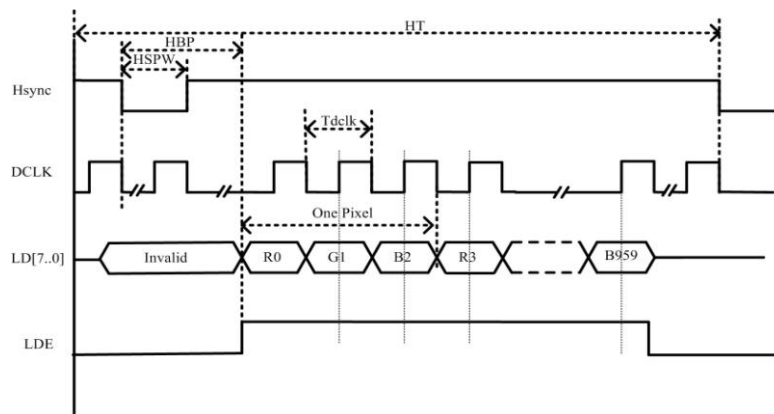 HT
HBP
HSPW
Hsync
Tdclk
DCLK
One Pixel
LD[7..0]
Invalid
R0
G1
B2
R3
B959
LDE